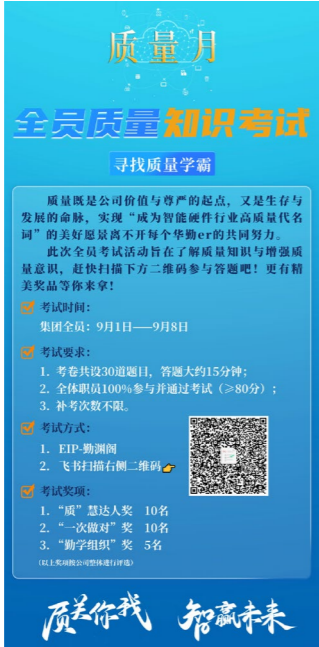 质量月
全员质量知识考试
寻找质量学霸
质量既是公司价值与尊严的起点，又是生存与
发展的命脉，实现“成为智能硬件行业高质量代名
词”的美好愿景离不开每个华勤er的共同努力。
此次全员考试活动旨在了解质量知识与增强质
量意识，赶快扫描下方二维码参与答题吧！更有精
美奖品等你来拿！
考试时间：
集团全员：9月1日——9月8日
考试要求：
1. 考卷共设30道题目，答题大约15分钟；
2. 全体职员100%参与并通过考试（≥80分）；
3. 补考次数不限。
考试方式：
1. EIP-勤渊阁
2. 飞书扫描右侧二维码
考试奖项：
1. “质”慧达人奖 10名
2. “一次做对”奖 10名
3. “勤学组织”奖 5名
（以上奖项按公司整体进行评选）
质关你我 智赢未来